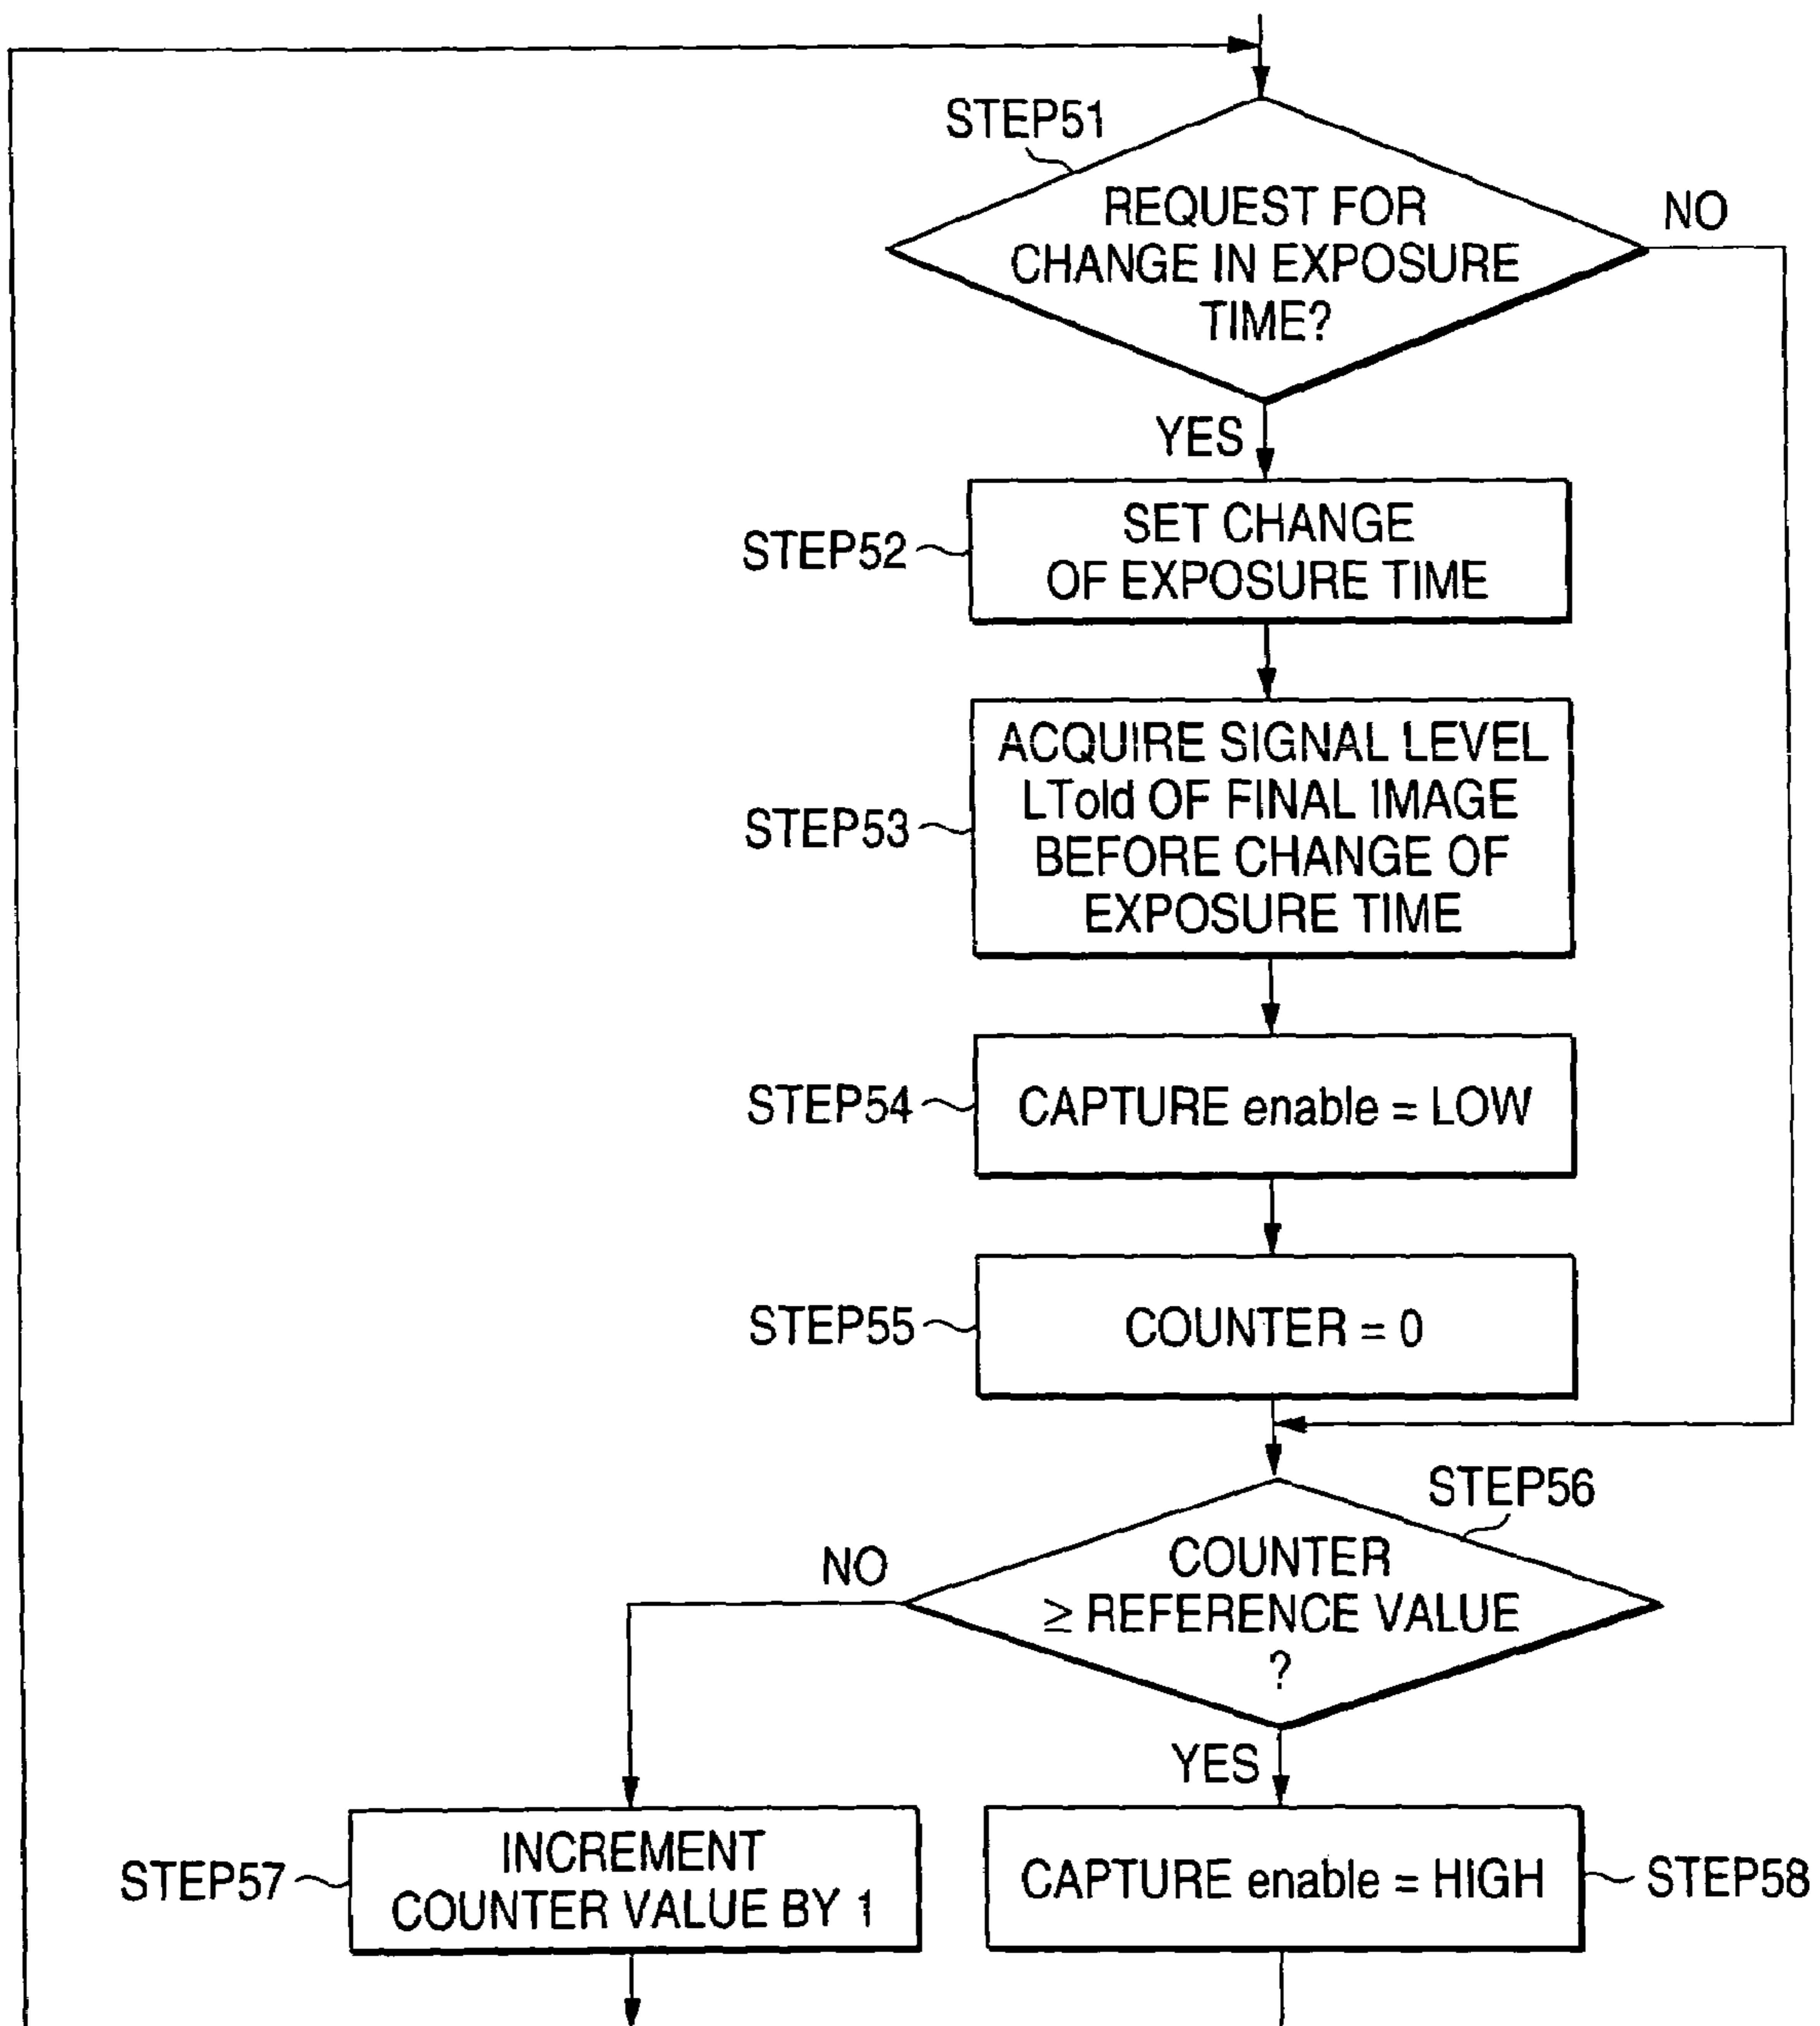 STEP51
REQUEST FOR
CHANGE IN EXPOSURE
TIME?
NO
YES
STEP52
SET CHANGE
OF EXPOSURE TIME
STEP53
ACQUIRE SIGNAL LEVEL
LTold OF FINAL IMAGE
BEFORE CHANGE OF
EXPOSURE TIME
STEP54
CAPTURE enable = LOW
STEP55
COUNTER = 0
STEP56
COUNTER
≥ REFERENCE VALUE
?
NO
YES
STEP57
INCREMENT
COUNTER VALUE BY 1
CAPTURE enable = HIGH
STEP58